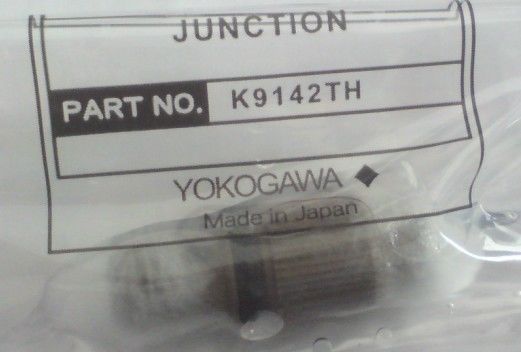 JUNCTION
PART NO. K9142TH
YOKOGAWA ◆
Made in Japan